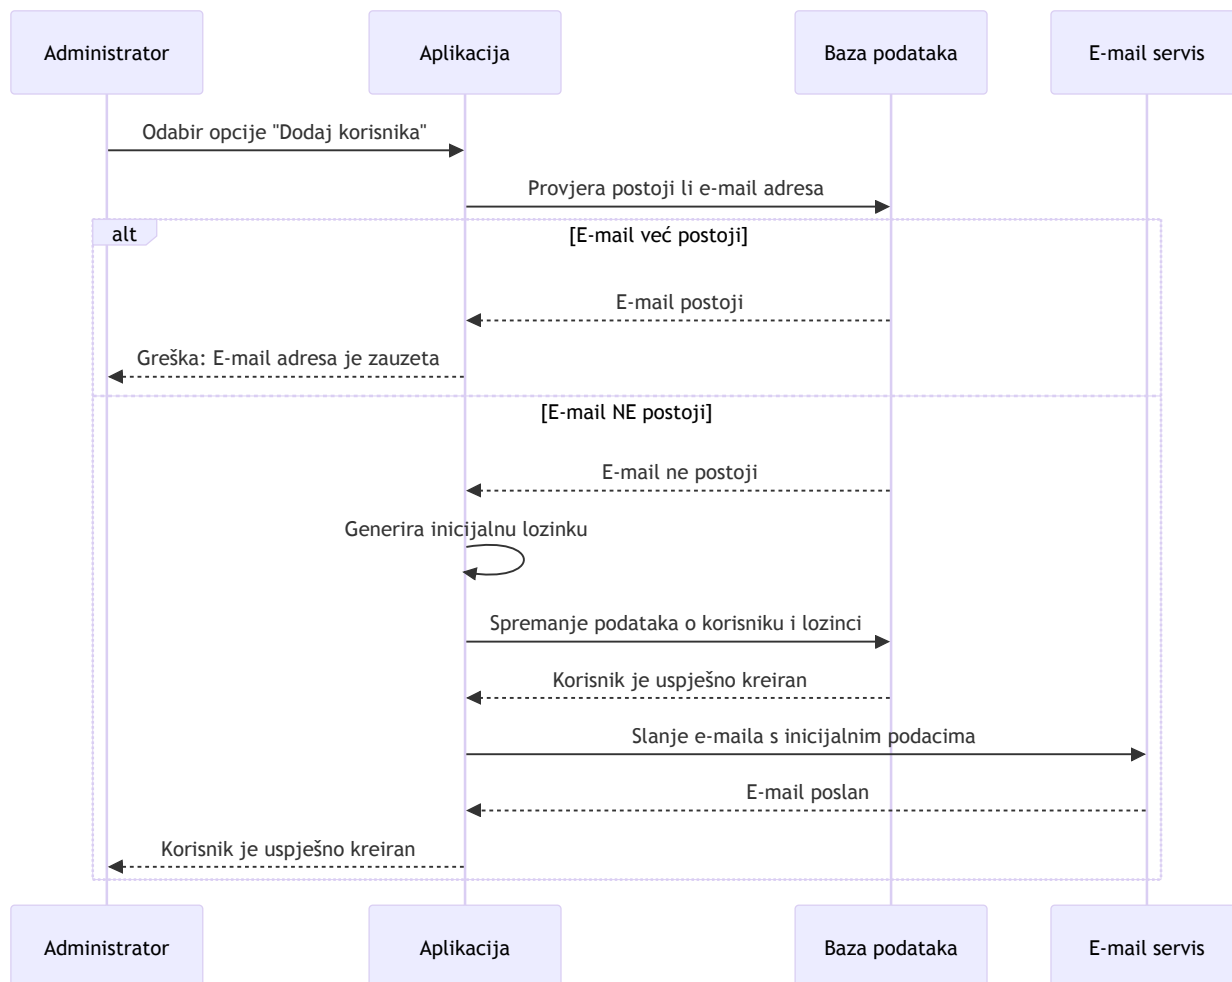 Administrator
Aplikacija
Baza podataka
E-mail servis
Odabir opcije "Dodaj korisnika"
Provjera postoji li e-mail adresa
alt
[E-mail već postoji]
E-mail postoji
Greška: E-mail adresa je zauzeta
[E-mail NE postoji]
E-mail ne postoji
Generira inicijalnu lozinku
Spremanje podataka o korisniku i lozinci
Korisnik je uspješno kreiran
Slanje e-maila s inicijalnim podacima
E-mail poslan
Korisnik je uspješno kreiran
Administrator
Aplikacija
Baza podataka
E-mail servis